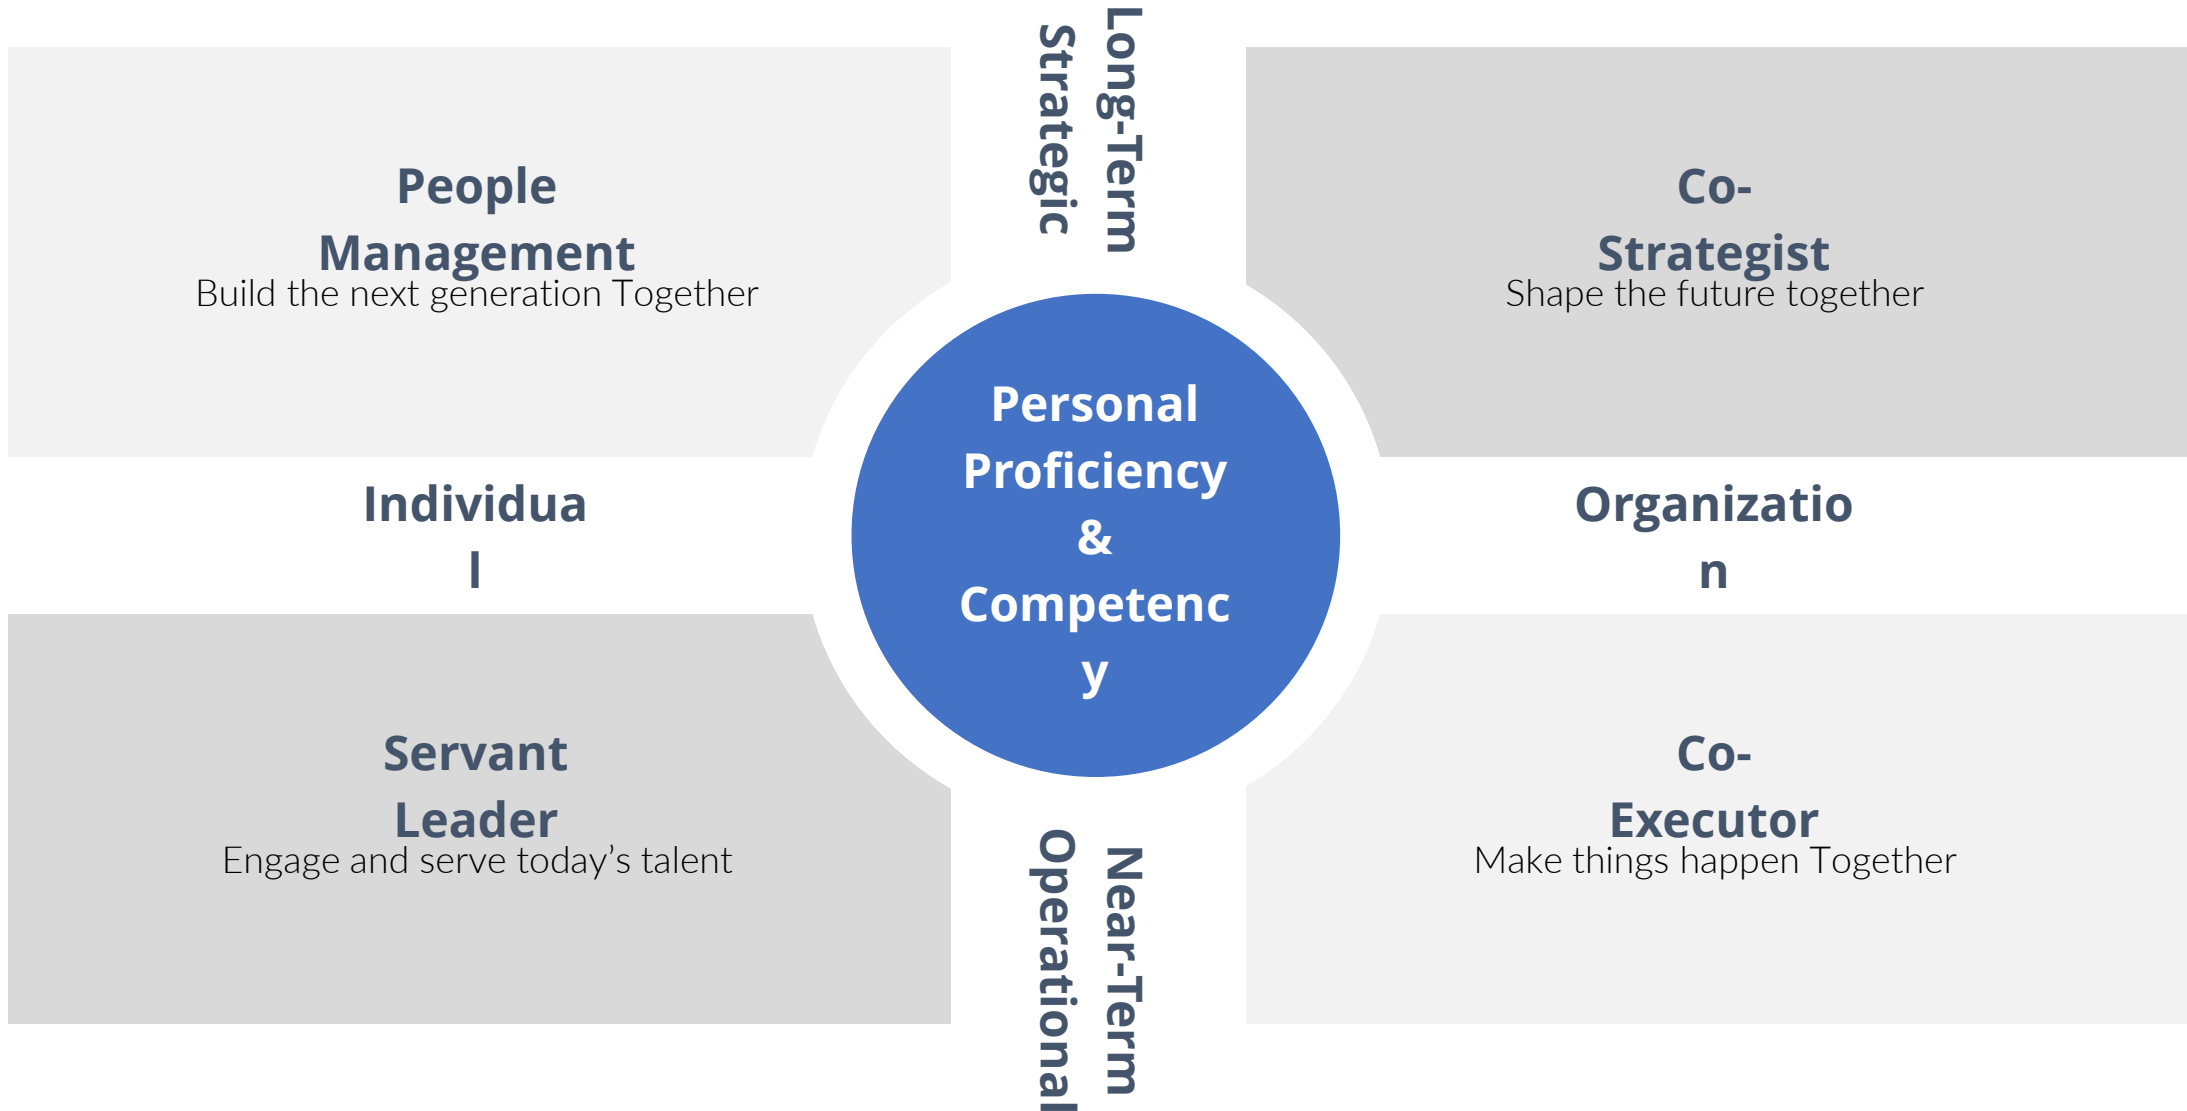 Long-Term
Strategic
People
Management
Build the next generation Together
Co-
Strategist
Shape the future together
Personal
Proficiency
&
Competenc
y
Individua
l
Organizatio
n
Servant
Leader
Engage and serve today’s talent
Co-
Executor
Make things happen Together
Near-Term
Operational